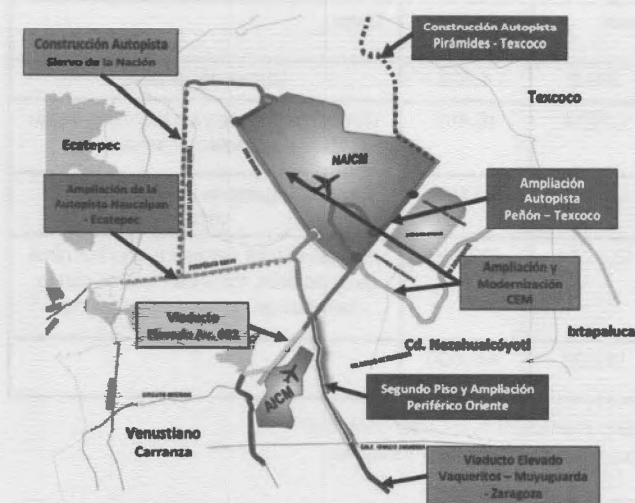 Construcción Autopista
Pirámides - Texcoco
Construcción Autopista
Siervo de la Nación
Texcoco
Ecatepec
NAICM
Ampliación de la
Autopista Naucalpan
- Ecatepec
Ampliación
Autopista
Peñón - Texcoco
Ampliación y
Modernización
CEM
Viaducto
Elevado Av. 602
Ixtapaluca
Cd. Nezahualcóyotl
AICM
Segundo Piso y Ampliación
Periférico Oriente
Venustiano
Carranza
Viaducto Elevado
Vaqueritos - Muyuguarda
- Zaragoza